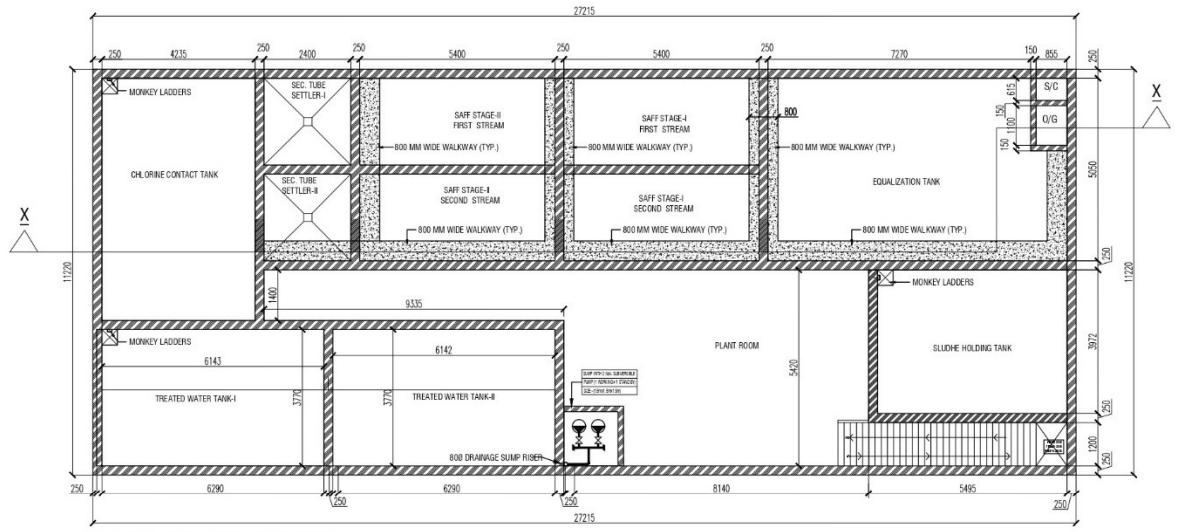 27215
250
4235
250
2400
250
5400
250
5400
250
7270
150
855
250
MONKEY LADDERS
SEC. TUBE
SETTLER-I
SAFF STAGE-II
FIRST STREAM
SAFF STAGE-I
FIRST STREAM
800
615
S/C
150
O/G
1100
150
X
X
800 MM WIDE WALKWAY (TYP.)
800 MM WIDE WALKWAY (TYP.)
800 MM WIDE WALKWAY (TYP.)
CHLORINE CONTACT TANK
SEC. TUBE
SETTLER-II
SAFF STAGE-II
SECOND STREAM
SAFF STAGE-I
SECOND STREAM
EQUALIZATION TANK
5050
800 MM WIDE WALKWAY (TYP.)
800 MM WIDE WALKWAY (TYP.)
800 MM WIDE WALKWAY (TYP.)
250
11220
11220
1400
9335
MONKEY LADDERS
MONKEY LADDERS
6143
6142
PLANT ROOM
5420
SLUDHE HOLDING TANK
3972
TREATED WATER TANK-I
3770
TREATED WATER TANK-II
3770
250
1200
80Ø DRAINAGE SUMP RISER
250
250
6290
250
6290
250
8140
5495
250
27215